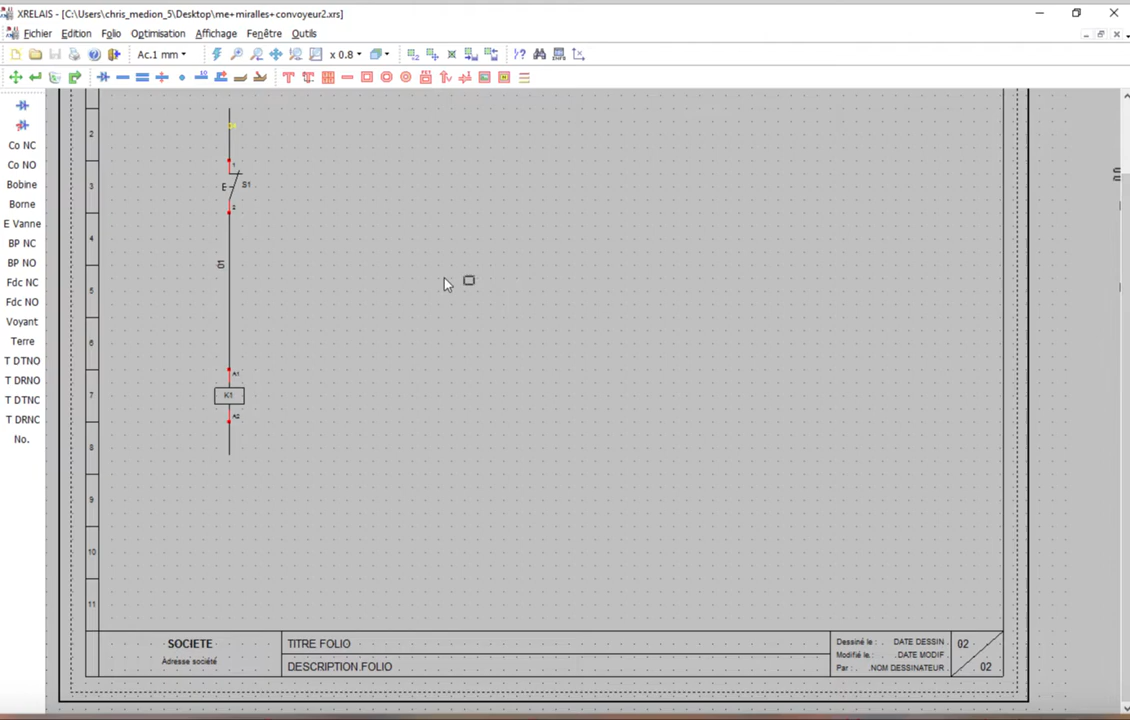 XRELAIS - [C:\Users\chris_medion_5\Desktop\me+miralles+convoyeur2.xrs]
Fichier Edition Folio Optimisation Affichage Fenêtre Outils
Ac.1 mm x 0.8
Co NC
Co NO
Bobine
Borne
E Vanne
BP NC
BP NO
Fdc NC
Fdc NO
Voyant
Terre
T DTNO
T DRNO
T DTNC
T DRNC
No.
2
3
4
5
6
7
8
9
10
11
1
E S1
2
01
A1
K1
A2
SOCIETE
Adresse société
TITRE FOLIO
DESCRIPTION FOLIO
Dessiné le : DATE DESSIN
Modifié le : DATE MODIF
Par : NOM DESSINATEUR
02
02